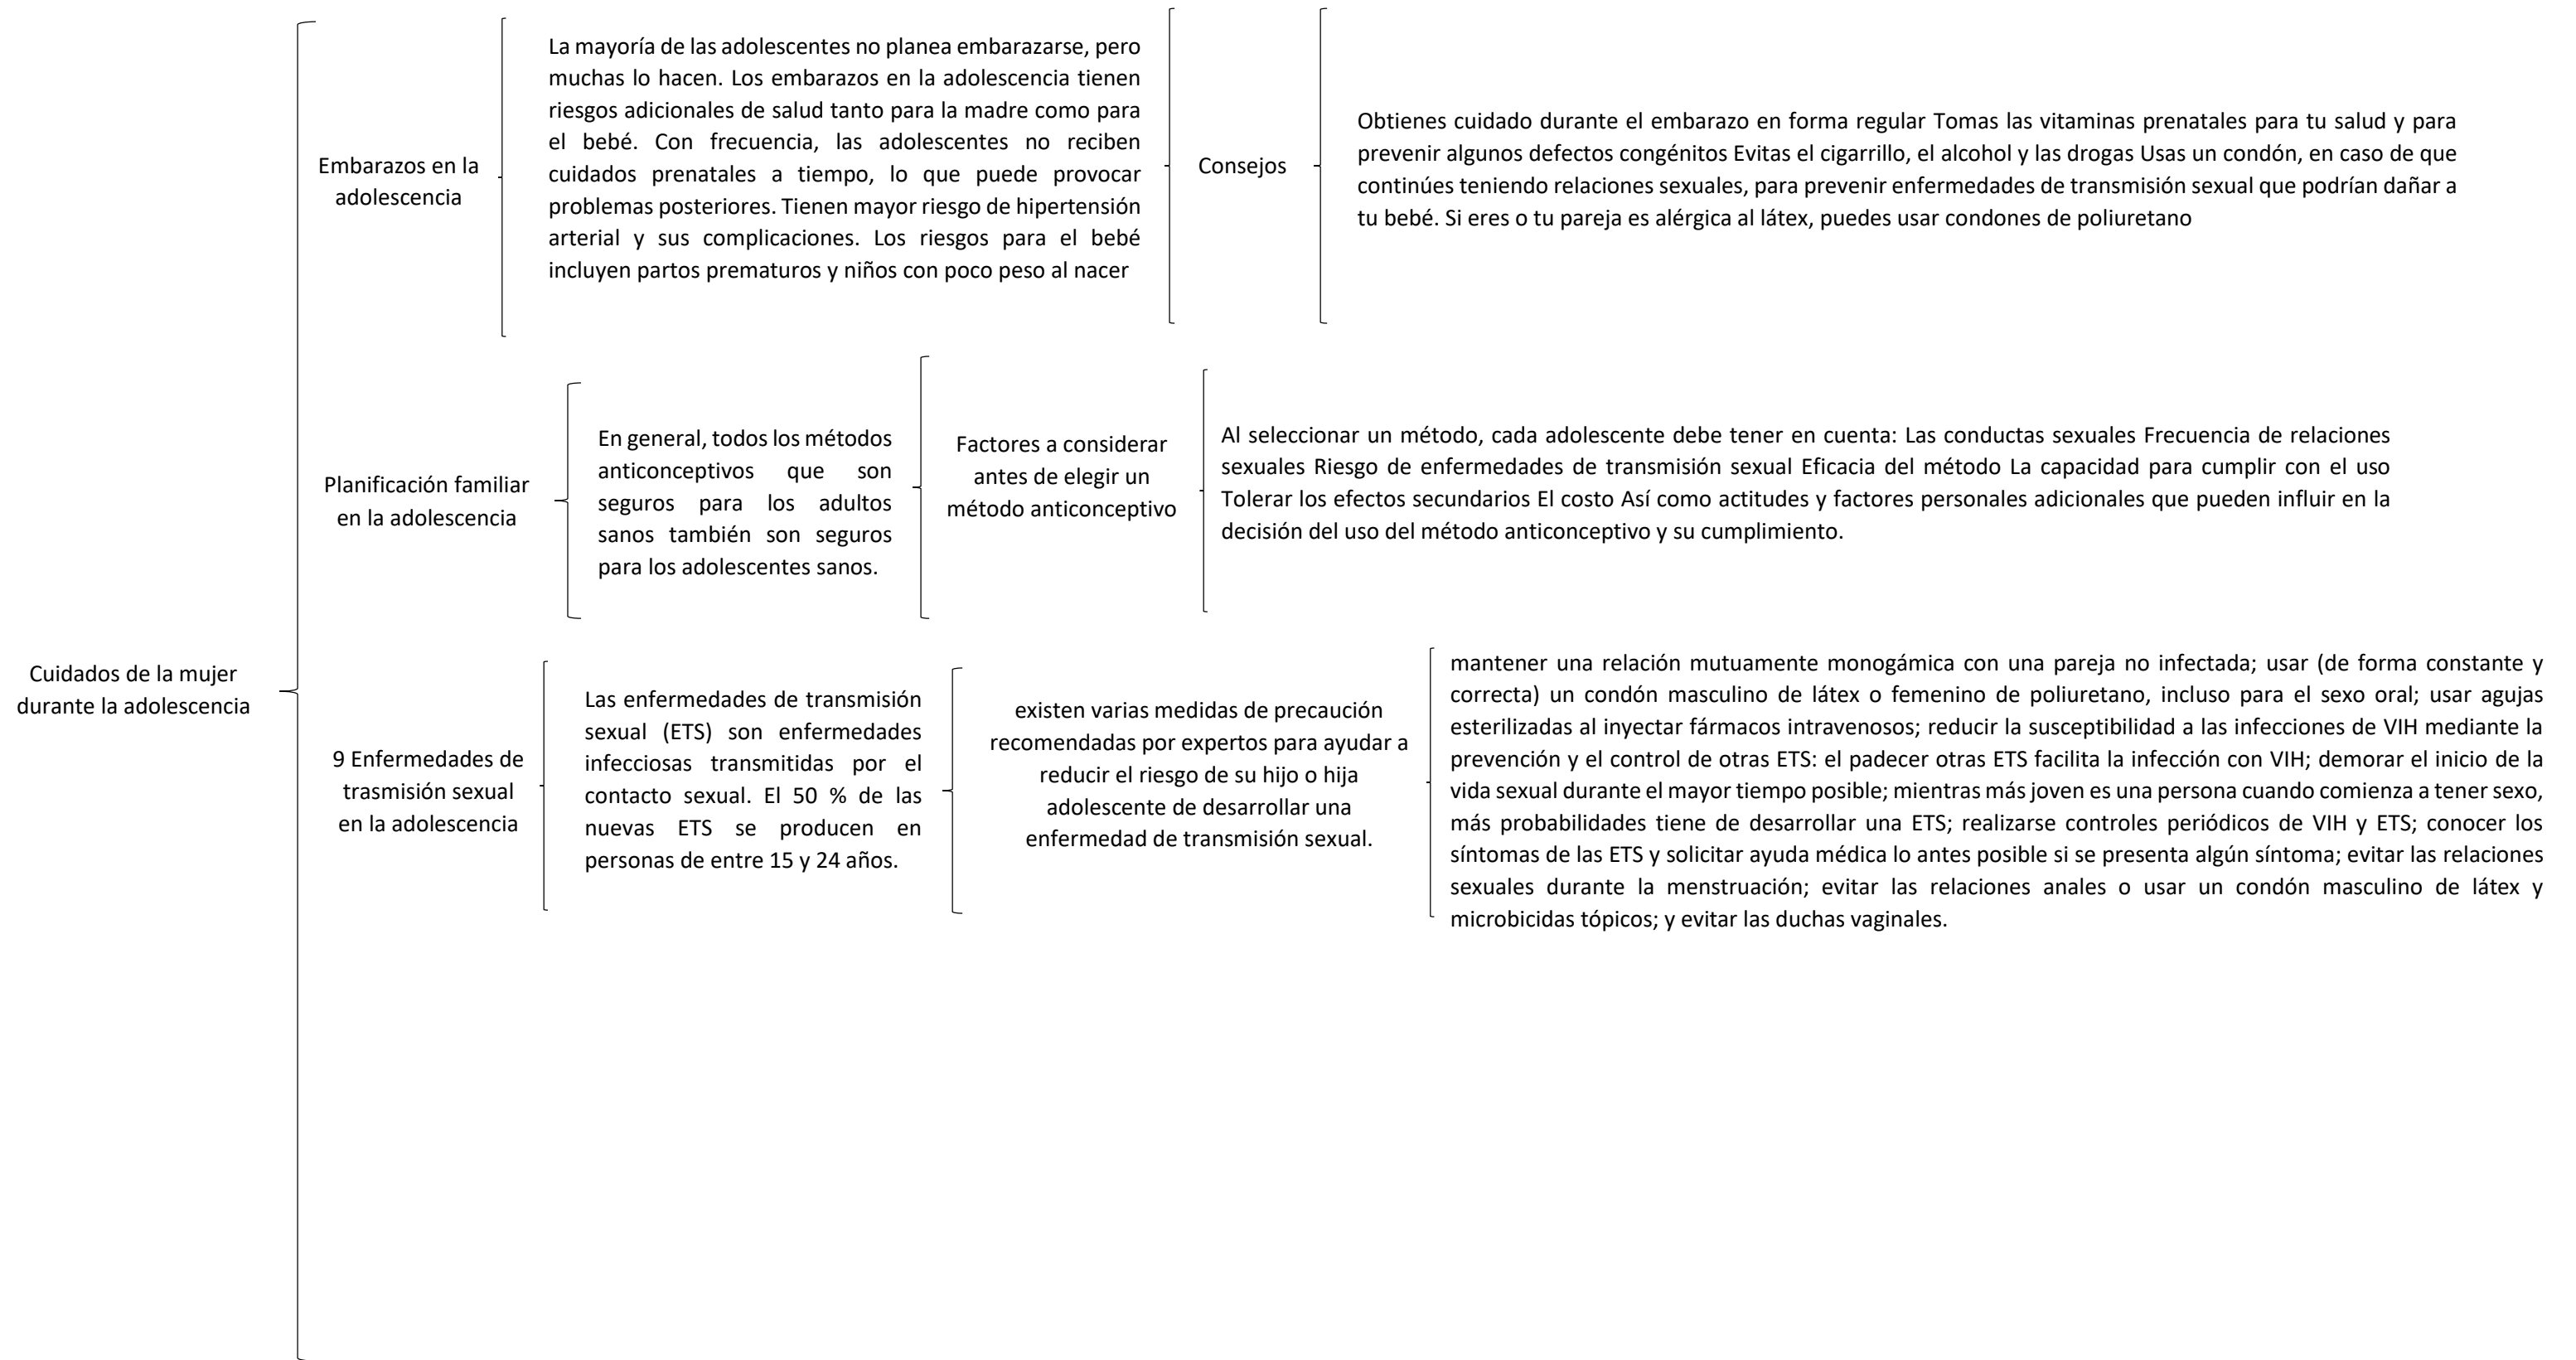 Cuidados de la mujer
durante la adolescencia
Embarazos en la
adolescencia
La mayoría de las adolescentes no planea embarazarse, pero
muchas lo hacen. Los embarazos en la adolescencia tienen
riesgos adicionales de salud tanto para la madre como para
el bebé. Con frecuencia, las adolescentes no reciben
cuidados prenatales a tiempo, lo que puede provocar
problemas posteriores. Tienen mayor riesgo de hipertensión
arterial y sus complicaciones. Los riesgos para el bebé
incluyen partos prematuros y niños con poco peso al nacer
Consejos
Obtienes cuidado durante el embarazo en forma regular Tomas las vitaminas prenatales para tu salud y para
prevenir algunos defectos congénitos Evitas el cigarrillo, el alcohol y las drogas Usas un condón, en caso de que
continúes teniendo relaciones sexuales, para prevenir enfermedades de transmisión sexual que podrían dañar a
tu bebé. Si eres o tu pareja es alérgica al látex, puedes usar condones de poliuretano
Planificación familiar
en la adolescencia
En general, todos los métodos
anticonceptivos que son
seguros para los adultos
sanos también son seguros
para los adolescentes sanos.
Factores a considerar
antes de elegir un
método anticonceptivo
Al seleccionar un método, cada adolescente debe tener en cuenta: Las conductas sexuales Frecuencia de relaciones
sexuales Riesgo de enfermedades de transmisión sexual Eficacia del método La capacidad para cumplir con el uso
Tolerar los efectos secundarios El costo Así como actitudes y factores personales adicionales que pueden influir en la
decisión del uso del método anticonceptivo y su cumplimiento.
9 Enfermedades de
trasmisión sexual
en la adolescencia
Las enfermedades de transmisión
sexual (ETS) son enfermedades
infecciosas transmitidas por el
contacto sexual. El 50 % de las
nuevas ETS se producen en
personas de entre 15 y 24 años.
existen varias medidas de precaución
recomendadas por expertos para ayudar a
reducir el riesgo de su hijo o hija
adolescente de desarrollar una
enfermedad de transmisión sexual.
mantener una relación mutuamente monogámica con una pareja no infectada; usar (de forma constante y
correcta) un condón masculino de látex o femenino de poliuretano, incluso para el sexo oral; usar agujas
esterilizadas al inyectar fármacos intravenosos; reducir la susceptibilidad a las infecciones de VIH mediante la
prevención y el control de otras ETS: el padecer otras ETS facilita la infección con VIH; demorar el inicio de la
vida sexual durante el mayor tiempo posible; mientras más joven es una persona cuando comienza a tener sexo,
más probabilidades tiene de desarrollar una ETS; realizarse controles periódicos de VIH y ETS; conocer los
síntomas de las ETS y solicitar ayuda médica lo antes posible si se presenta algún síntoma; evitar las relaciones
sexuales durante la menstruación; evitar las relaciones anales o usar un condón masculino de látex y
microbicidas tópicos; y evitar las duchas vaginales.